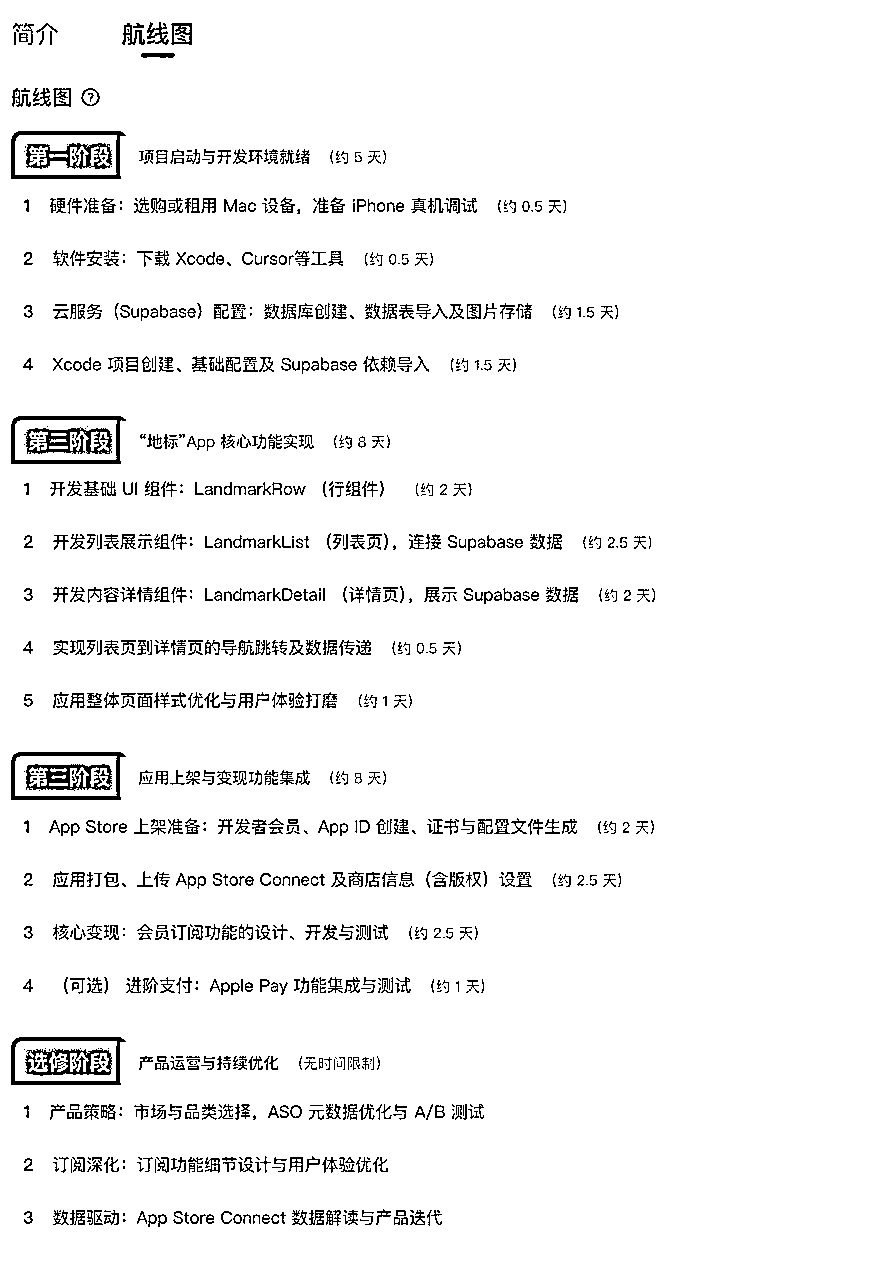 简介 航线图
航线图 ?
第一阶段 项目启动与开发环境就绪 (约 5 天)
1 硬件准备：选购或租用 Mac 设备，准备 iPhone 真机调试 (约 0.5 天)
2 软件安装：下载 Xcode、Cursor等工具 (约 0.5 天)
3 云服务（Supabase）配置：数据库创建、数据表导入及图片存储 (约 1.5 天)
4 Xcode 项目创建、基础配置及 Supabase 依赖导入 (约 1.5 天)
第二阶段 “地标”App 核心功能实现 (约 8 天)
1 开发基础 UI 组件：LandmarkRow （行组件） (约 2 天)
2 开发列表展示组件：LandmarkList （列表页），连接 Supabase 数据 (约 2.5 天)
3 开发内容详情组件：LandmarkDetail （详情页），展示 Supabase 数据 (约 2 天)
4 实现列表页到详情页的导航跳转及数据传递 (约 0.5 天)
5 应用整体页面样式优化与用户体验打磨 (约 1 天)
第三阶段 应用上架与变现功能集成 (约 8 天)
1 App Store 上架准备：开发者会员、App ID 创建、证书与配置文件生成 (约 2 天)
2 应用打包、上传 App Store Connect 及商店信息（含版权）设置 (约 2.5 天)
3 核心变现：会员订阅功能的设计、开发与测试 (约 2.5 天)
4 （可选） 进阶支付：Apple Pay 功能集成与测试 (约 1 天)
选修阶段 产品运营与持续优化 (无时间限制)
1 产品策略：市场与品类选择，ASO 元数据优化与 A/B 测试
2 订阅深化：订阅功能细节设计与用户体验优化
3 数据驱动：App Store Connect 数据解读与产品迭代